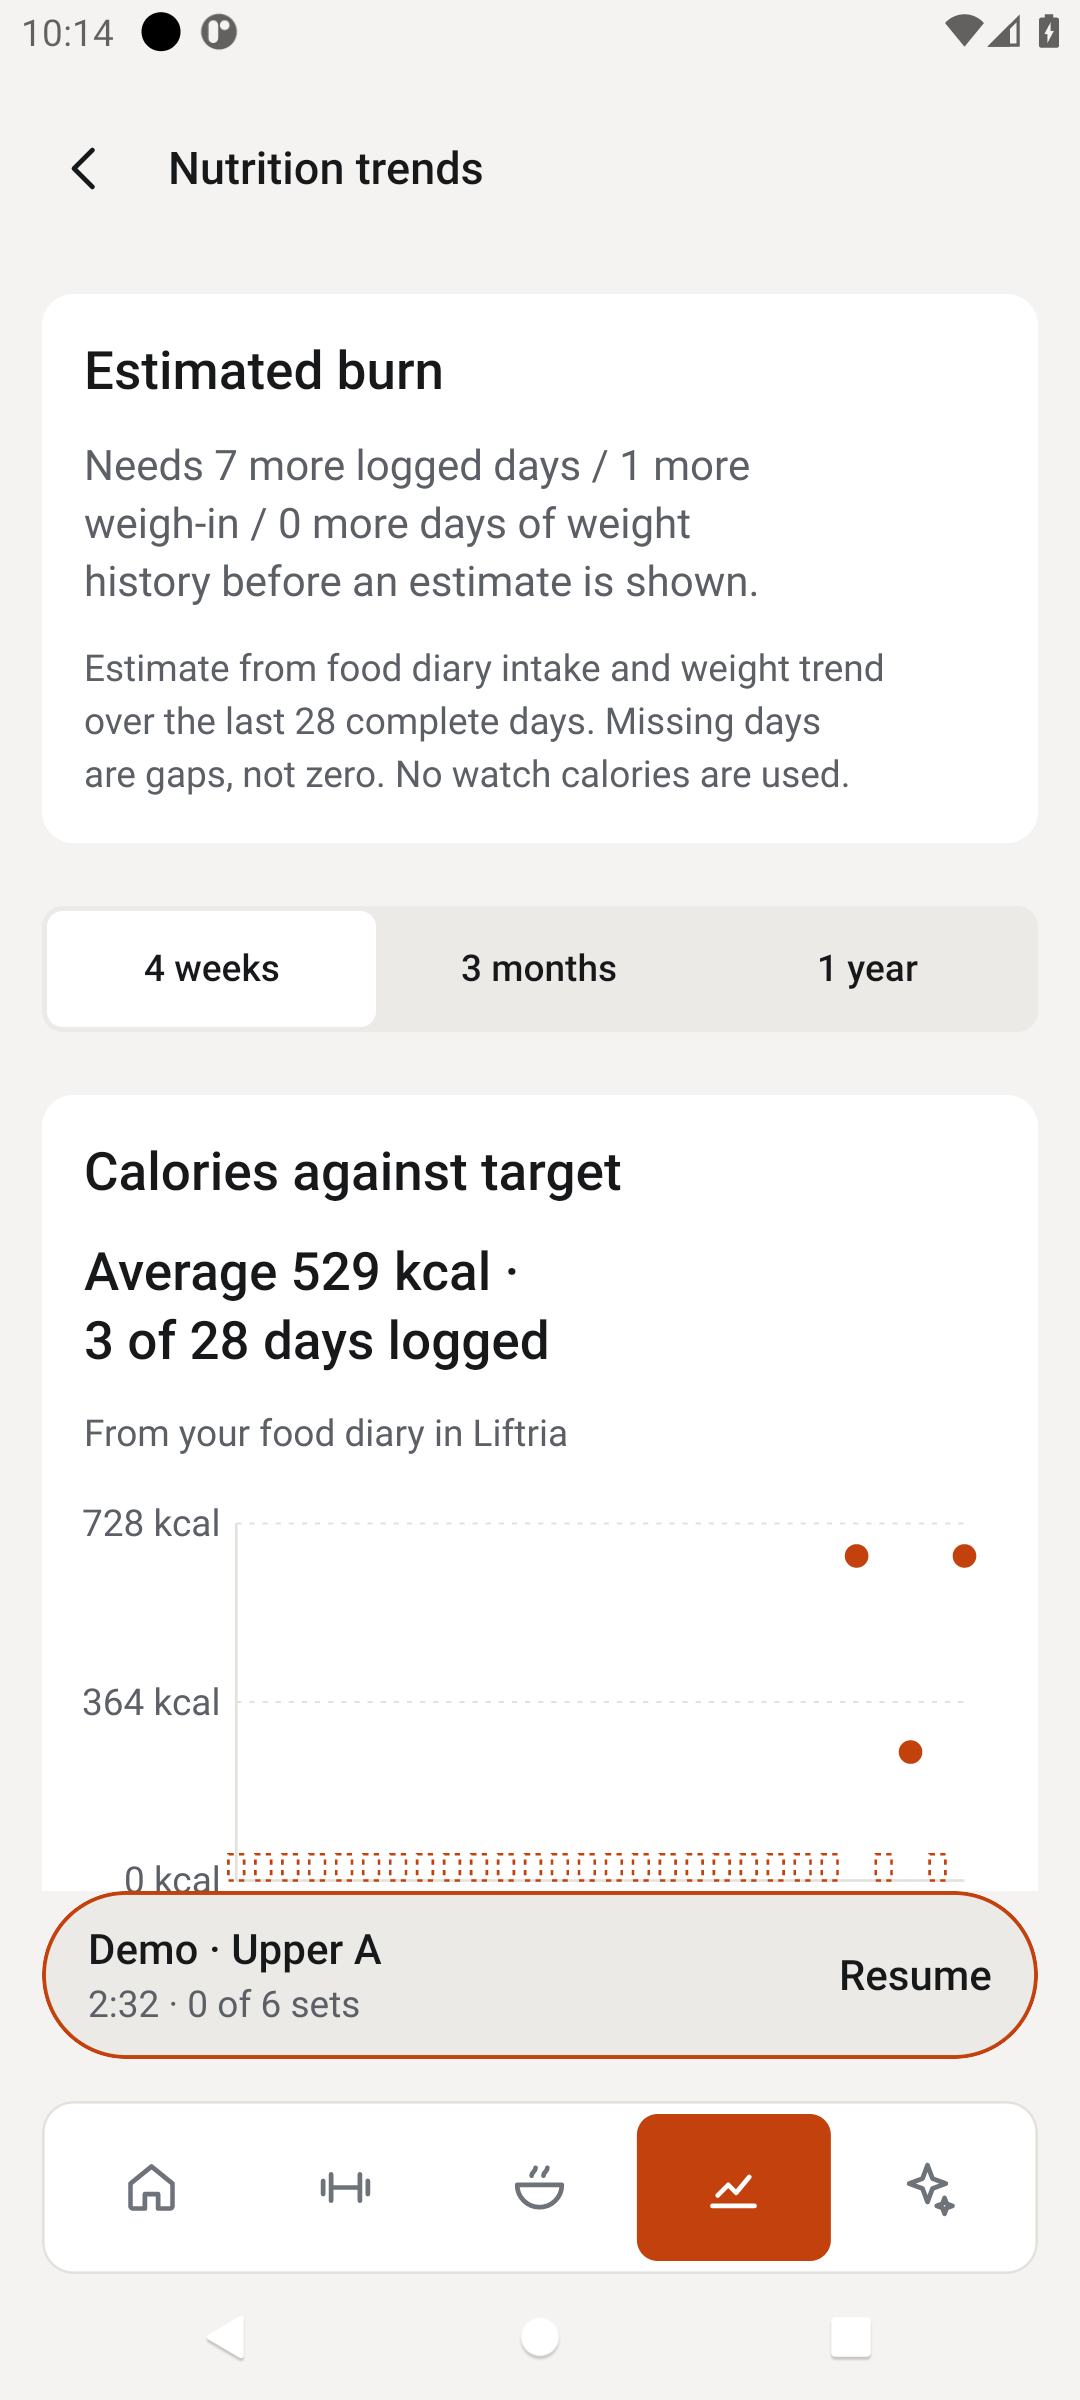 10:14
Nutrition trends
Estimated burn
Needs 7 more logged days / 1 more
weigh-in / 0 more days of weight
history before an estimate is shown.
Estimate from food diary intake and weight trend
over the last 28 complete days. Missing days
are gaps, not zero. No watch calories are used.
4 weeks 3 months 1 year
Calories against target
Average 529 kcal ·
3 of 28 days logged
From your food diary in Liftria
728 kcal
364 kcal
0 kcal
Demo · Upper A
2:32 · 0 of 6 sets
Resume